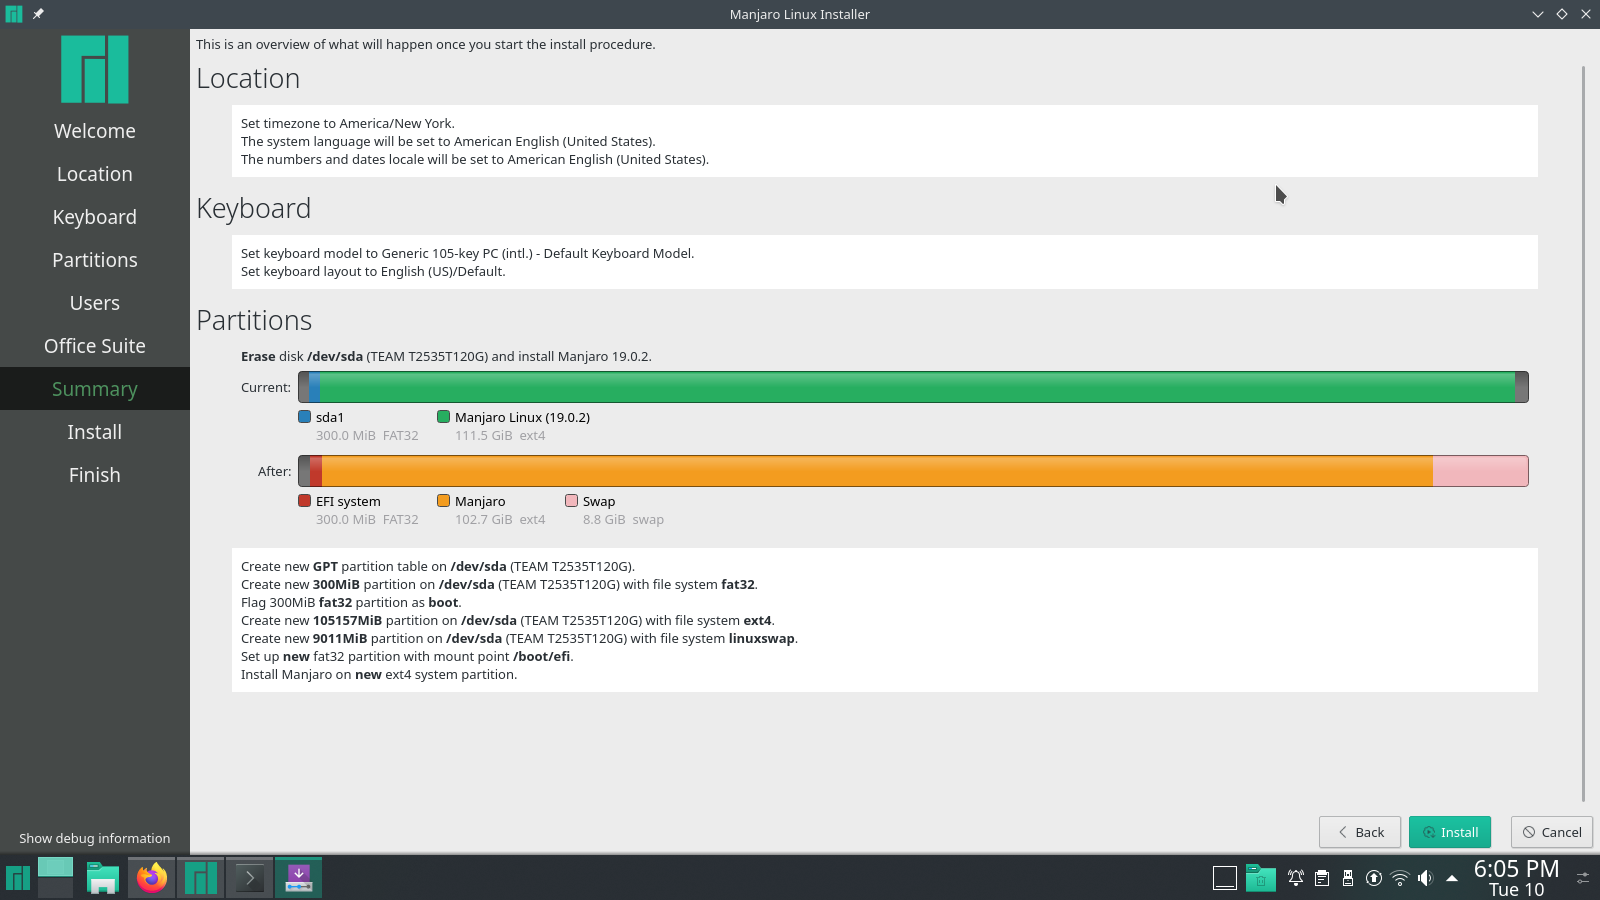 Manjaro Linux Installer
Welcome
Location
Keyboard
Partitions
Users
Office Suite
Summary
Install
Finish
Show debug information
This is an overview of what will happen once you start the install procedure.
Location
Set timezone to America/New York.
The system language will be set to American English (United States).
The numbers and dates locale will be set to American English (United States).
Keyboard
Set keyboard model to Generic 105-key PC (intl.) - Default Keyboard Model.
Set keyboard layout to English (US)/Default.
Partitions
Erase disk /dev/sda (TEAM T2535T120G) and install Manjaro 19.0.2.
Current:
sda1 Manjaro Linux (19.0.2)
300.0 MiB FAT32 111.5 GiB ext4
After:
EFI system Manjaro Swap
300.0 MiB FAT32 102.7 GiB ext4 8.8 GiB swap
Create new GPT partition table on /dev/sda (TEAM T2535T120G).
Create new 300MiB partition on /dev/sda (TEAM T2535T120G) with file system fat32.
Flag 300MiB fat32 partition as boot.
Create new 105157MiB partition on /dev/sda (TEAM T2535T120G) with file system ext4.
Create new 9011MiB partition on /dev/sda (TEAM T2535T120G) with file system linuxswap.
Set up new fat32 partition with mount point /boot/efi.
Install Manjaro on new ext4 system partition.
Back Install Cancel
6:05 PM
Tue 10